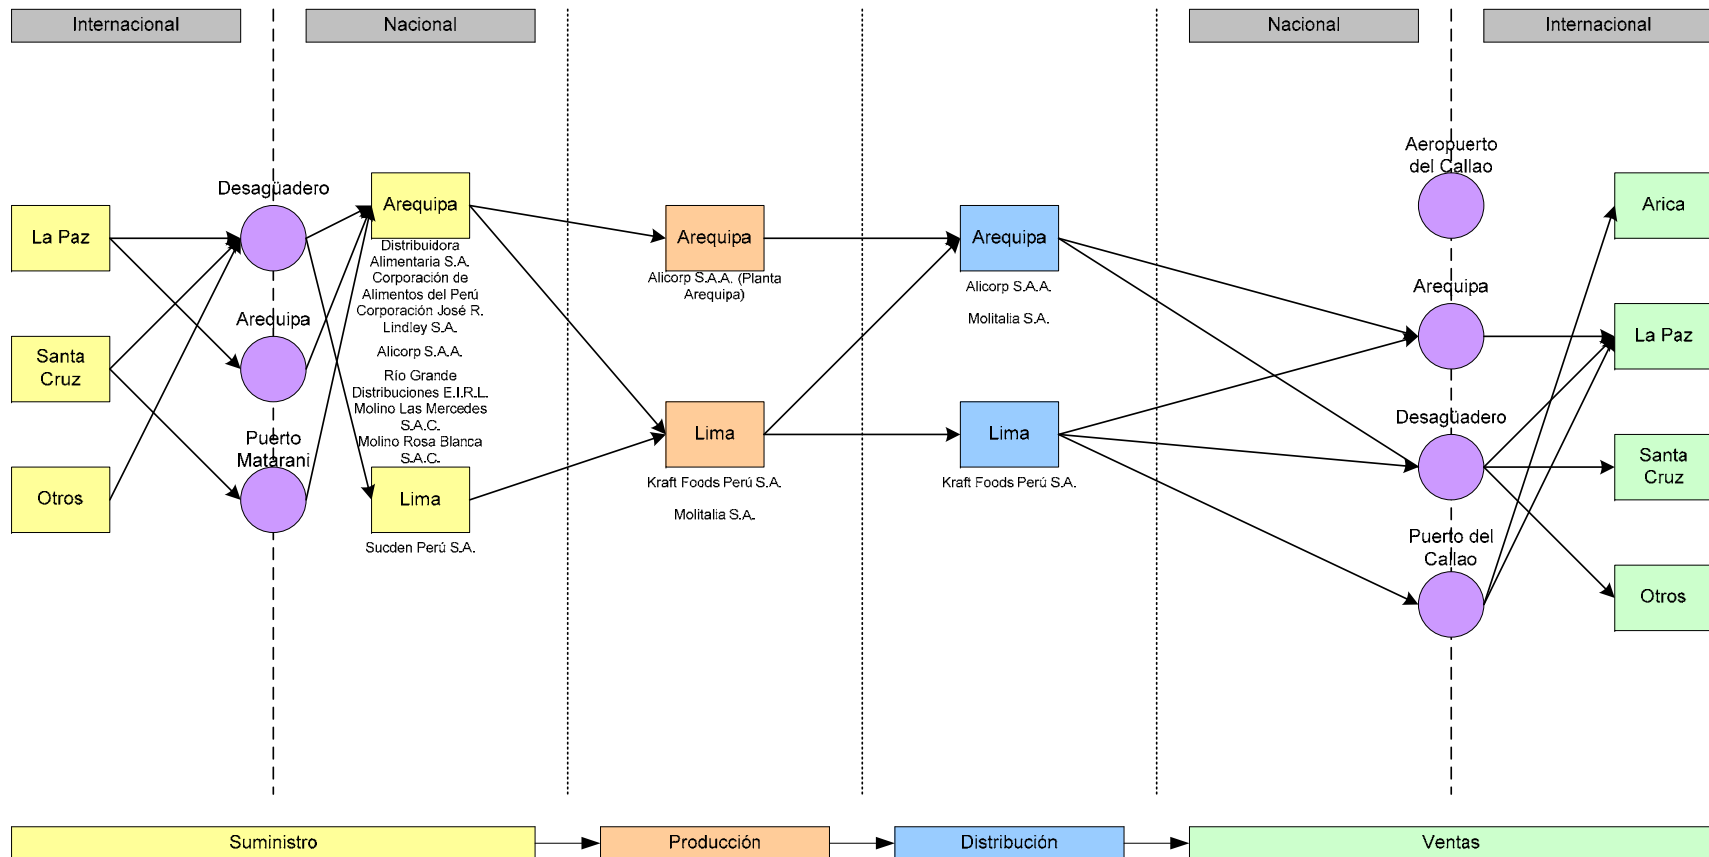 Internacional
Nacional
Nacional
Internacional
La Paz
Santa
Cruz
Otros
Desagüadero
Arequipa
Puerto
Matarani
Arequipa
Distribuidora
Alimentaria S.A.
Corporación de
Alimentos del Perú
Corporación José R.
Lindley S.A.
Alicorp S.A.A.
Río Grande
Distribuciones E.I.R.L.
Molino Las Mercedes
S.A.C.
Molino Rosa Blanca
S.A.C.
Lima
Sucden Perú S.A.
Arequipa
Alicorp S.A.A. (Planta
Arequipa)
Lima
Kraft Foods Perú S.A.
Molitalia S.A.
Arequipa
Alicorp S.A.A.
Molitalia S.A.
Lima
Kraft Foods Perú S.A.
Aeropuerto
del Callao
Arequipa
Desagüadero
Puerto del
Callao
Arica
La Paz
Santa
Cruz
Otros
Suministro
Producción
Distribución
Ventas